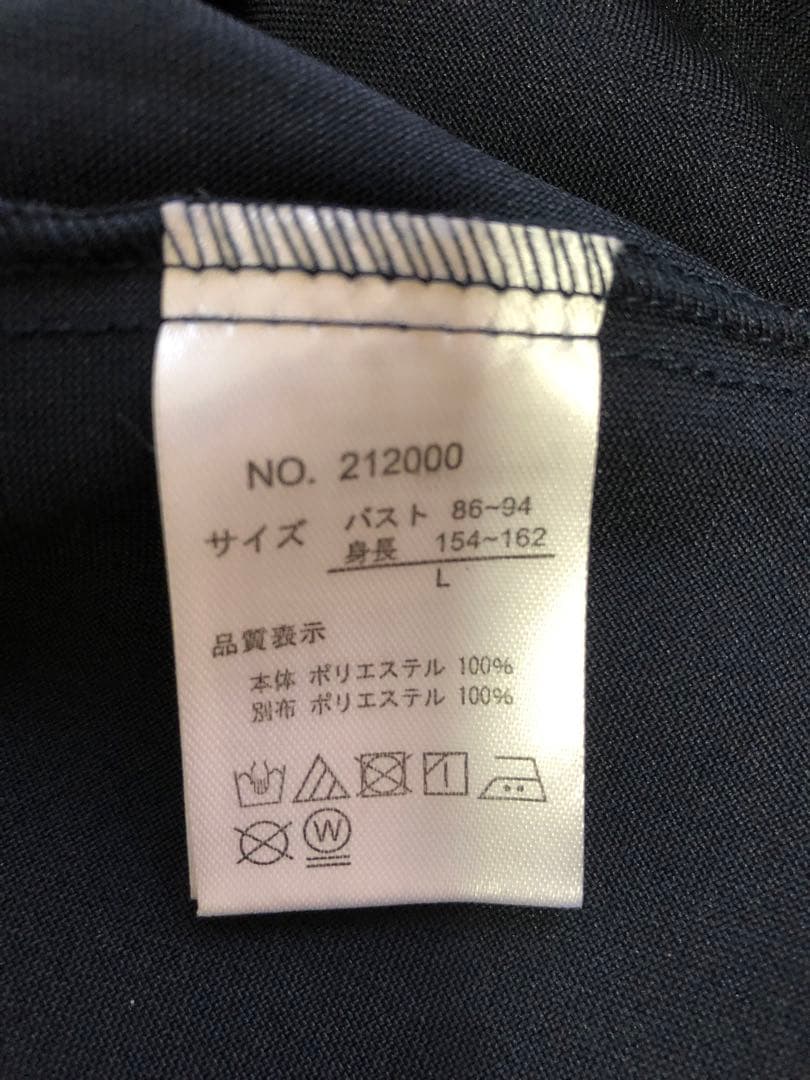 NO. 212000
サイズ バスト 86~94
身長 154~162
L
品質表示
本体 ポリエステル 100%
別布 ポリエステル 100%
W